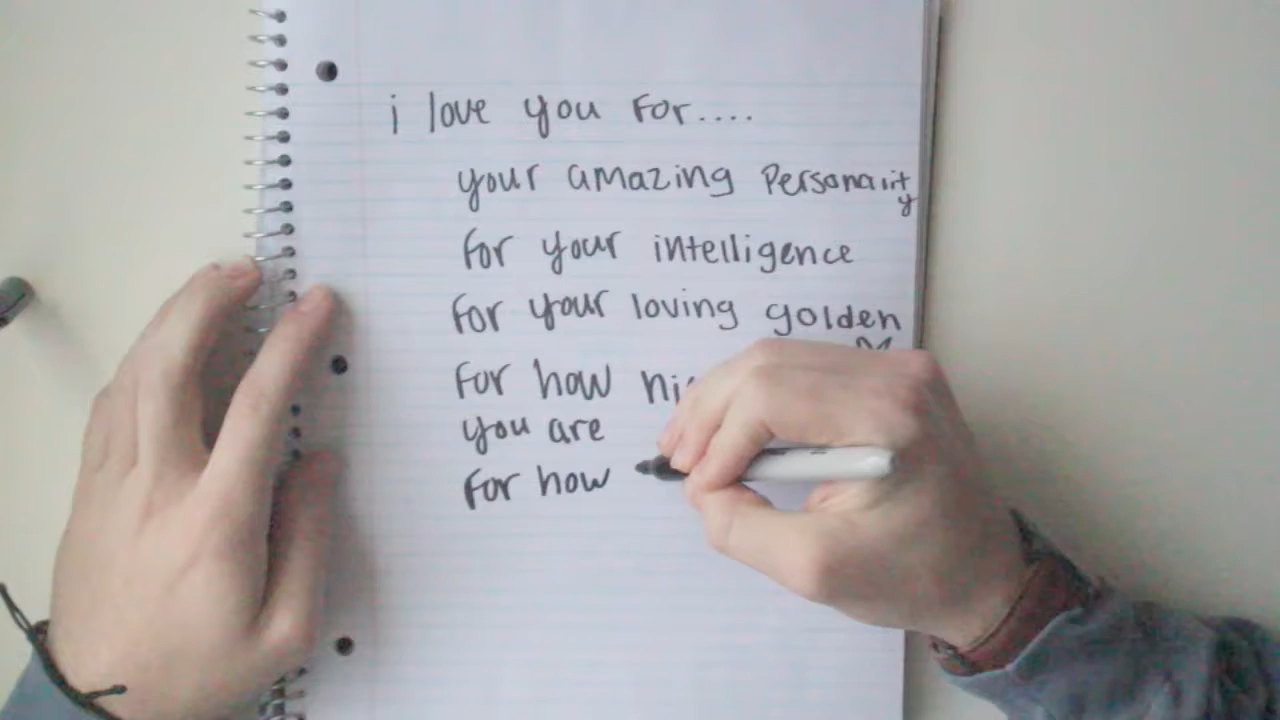 i love you for....
your amazing Personality
for your intelligence
for your loving golden
for how
you are
for how